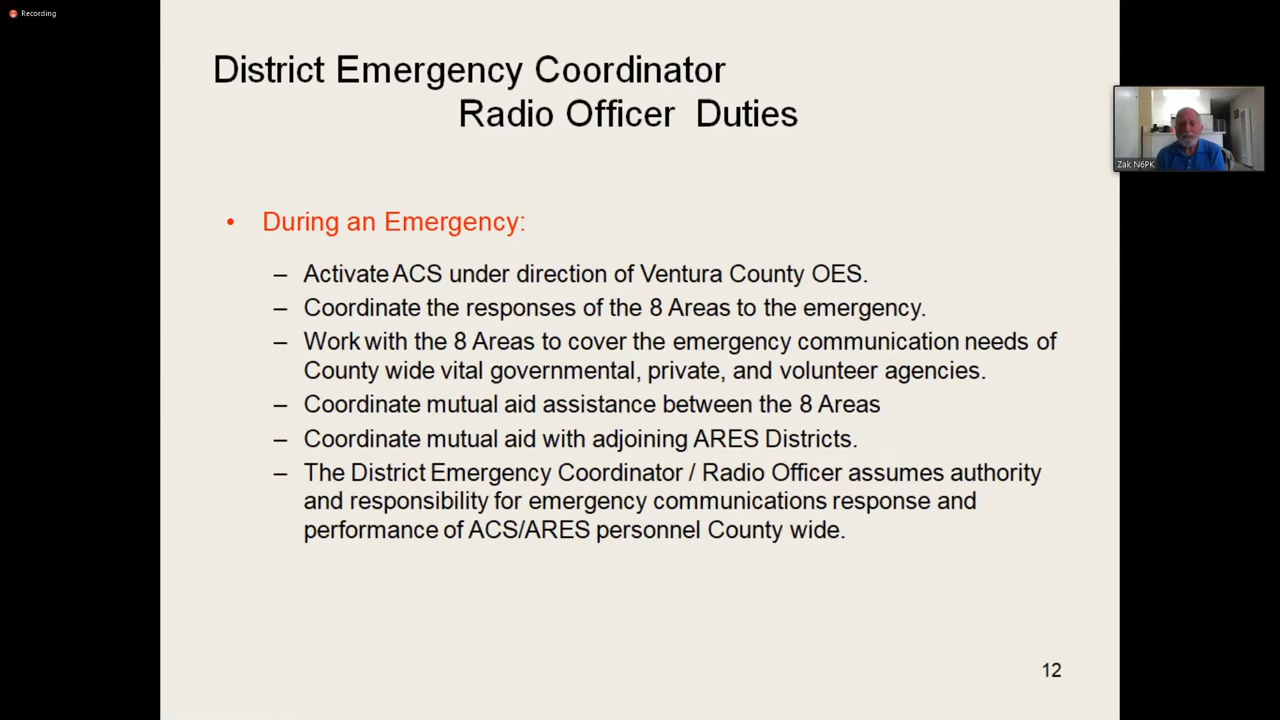 Recording
District Emergency Coordinator
Radio Officer Duties
Zak N6PK
• During an Emergency:
– Activate ACS under direction of Ventura County OES.
– Coordinate the responses of the 8 Areas to the emergency.
– Work with the 8 Areas to cover the emergency communication needs of
County wide vital governmental, private, and volunteer agencies.
– Coordinate mutual aid assistance between the 8 Areas
– Coordinate mutual aid with adjoining ARES Districts.
– The District Emergency Coordinator / Radio Officer assumes authority
and responsibility for emergency communications response and
performance of ACS/ARES personnel County wide.
12